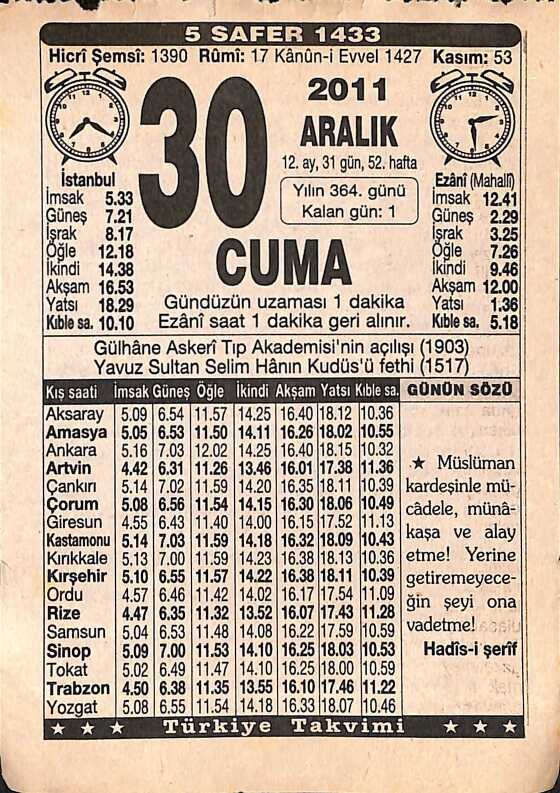 5 SAFER 1433
Hicrî Şemsî: 1390 Rûmî: 17 Kânûn-i Evvel 1427 Kasım: 53
30
2011
ARALIK
12. ay, 31 gün, 52. hafta
Yılın 364. günü
Kalan gün: 1
CUMA
Gündüzün uzaması 1 dakika
Ezânî saat 1 dakika geri alınır.
İstanbul
İmsak 5.33
Güneş 7.21
İşrak 8.17
Öğle 12.18
İkindi 14.38
Akşam 16.53
Yatsı 18.29
Kıble sa. 10.10
Ezânî (Mahallî)
İmsak 12.41
Güneş 2.29
İşrak 3.25
Öğle 7.26
İkindi 9.46
Akşam 12.00
Yatsı 1.36
Kıble sa. 5.18
Gülhâne Askerî Tıp Akademisi'nin açılışı (1903)
Yavuz Sultan Selim Hânın Kudüs'ü fethi (1517)
Kış saati İmsak Güneş Öğle İkindi Akşam Yatsı Kıble sa.
Aksaray 5.09 6.54 11.57 14.25 16.40 18.12 10.36
Amasya 5.05 6.53 11.50 14.11 16.26 18.02 10.55
Ankara 5.16 7.03 12.02 14.25 16.40 18.15 10.32
Artvin 4.42 6.31 11.26 13.46 16.01 17.38 11.36
Çankırı 5.14 7.02 11.59 14.20 16.35 18.11 10.39
Çorum 5.08 6.56 11.54 14.15 16.30 18.06 10.49
Giresun 4.55 6.43 11.40 14.00 16.15 17.52 11.13
Kastamonu 5.14 7.03 11.59 14.18 16.32 18.09 10.43
Kırıkkale 5.13 7.00 11.59 14.23 16.38 18.13 10.36
Kırşehir 5.10 6.55 11.57 14.22 16.38 18.11 10.39
Ordu 4.57 6.46 11.42 14.02 16.17 17.54 11.09
Rize 4.47 6.35 11.32 13.52 16.07 17.43 11.28
Samsun 5.04 6.53 11.48 14.08 16.22 17.59 10.59
Sinop 5.09 7.00 11.53 14.10 16.25 18.03 10.53
Tokat 5.02 6.49 11.47 14.10 16.25 18.00 10.59
Trabzon 4.50 6.38 11.35 13.55 16.10 17.46 11.22
Yozgat 5.08 6.55 11.54 14.18 16.33 18.07 10.46
GÜNÜN SÖZÜ
★ Müslüman
kardeşinle mü-
câdele, münâ-
kaşa ve alay
etme! Yerine
getiremeyece-
ğin şeyi ona
vadetme!
Hadîs-i şerîf
★ ★ ★ Türkiye Takvimi ★ ★ ★